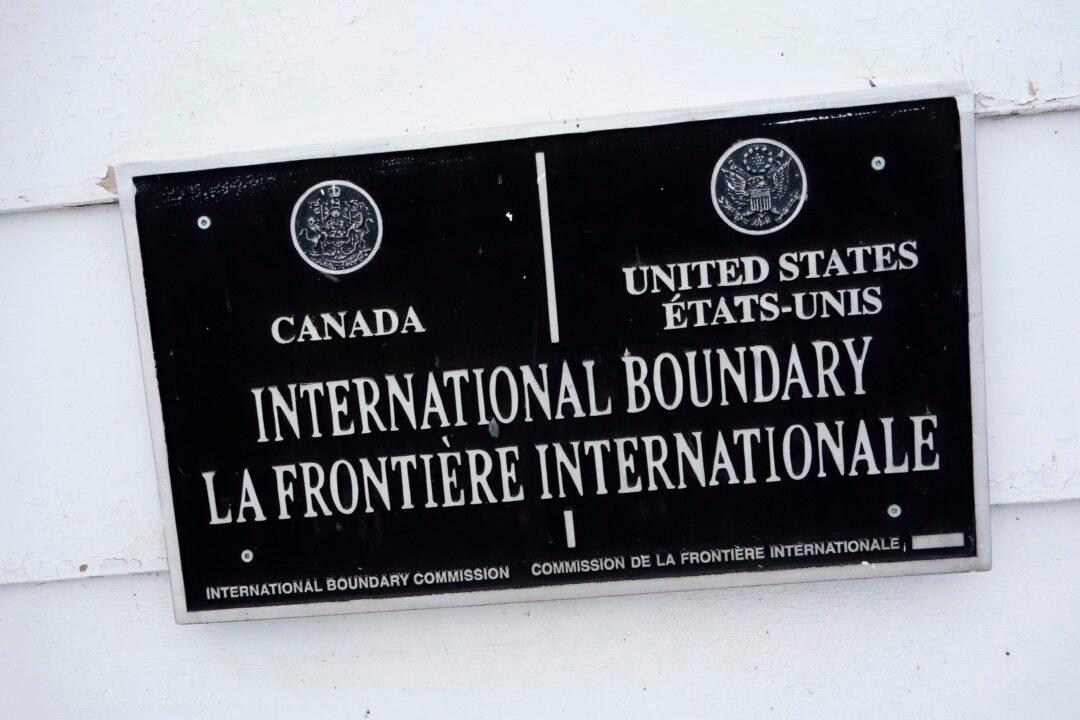 CANADA
UNITED STATES
ÉTATS-UNIS
INTERNATIONAL BOUNDARY
LA FRONTIÈRE INTERNATIONALE
INTERNATIONAL BOUNDARY COMMISSION
COMMISSION DE LA FRONTIÈRE INTERNATIONALE